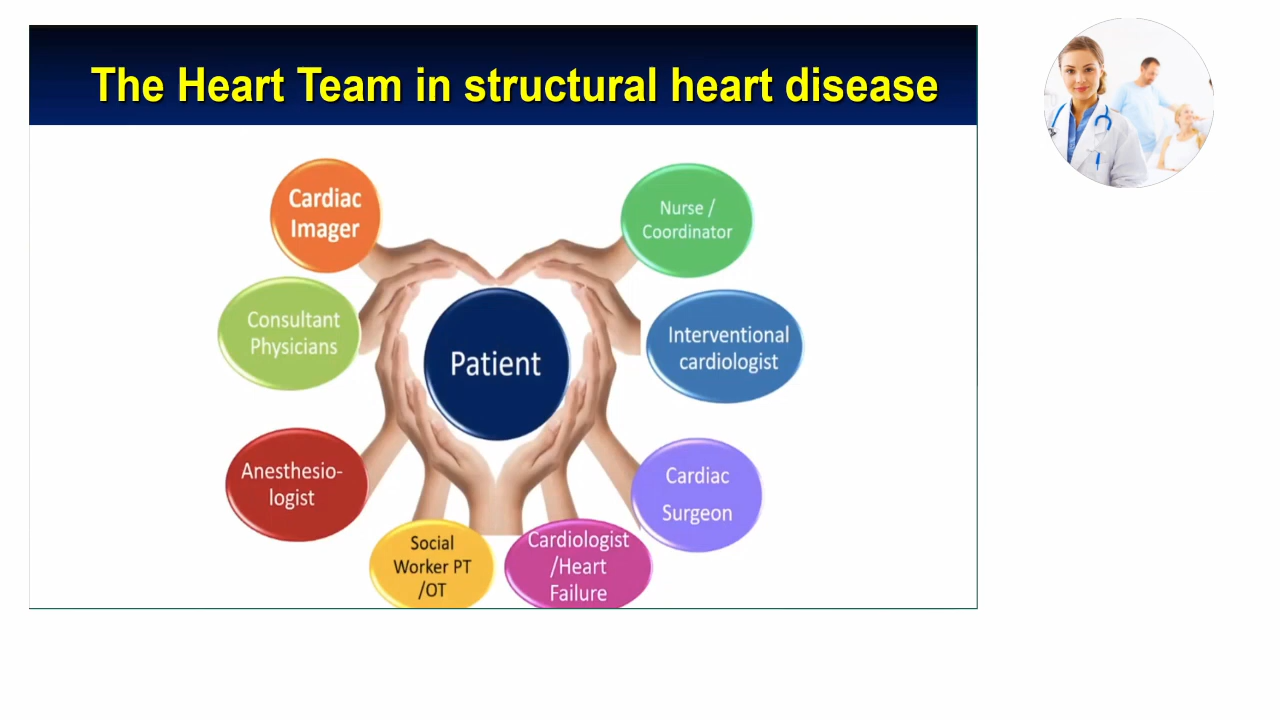 The Heart Team in structural heart disease
Cardiac
Imager
Nurse /
Coordinator
Consultant
Physicians
Patient
Interventional
cardiologist
Anesthesio-
logist
Cardiac
Surgeon
Social
Worker PT
/OT
Cardiologist
/Heart
Failure